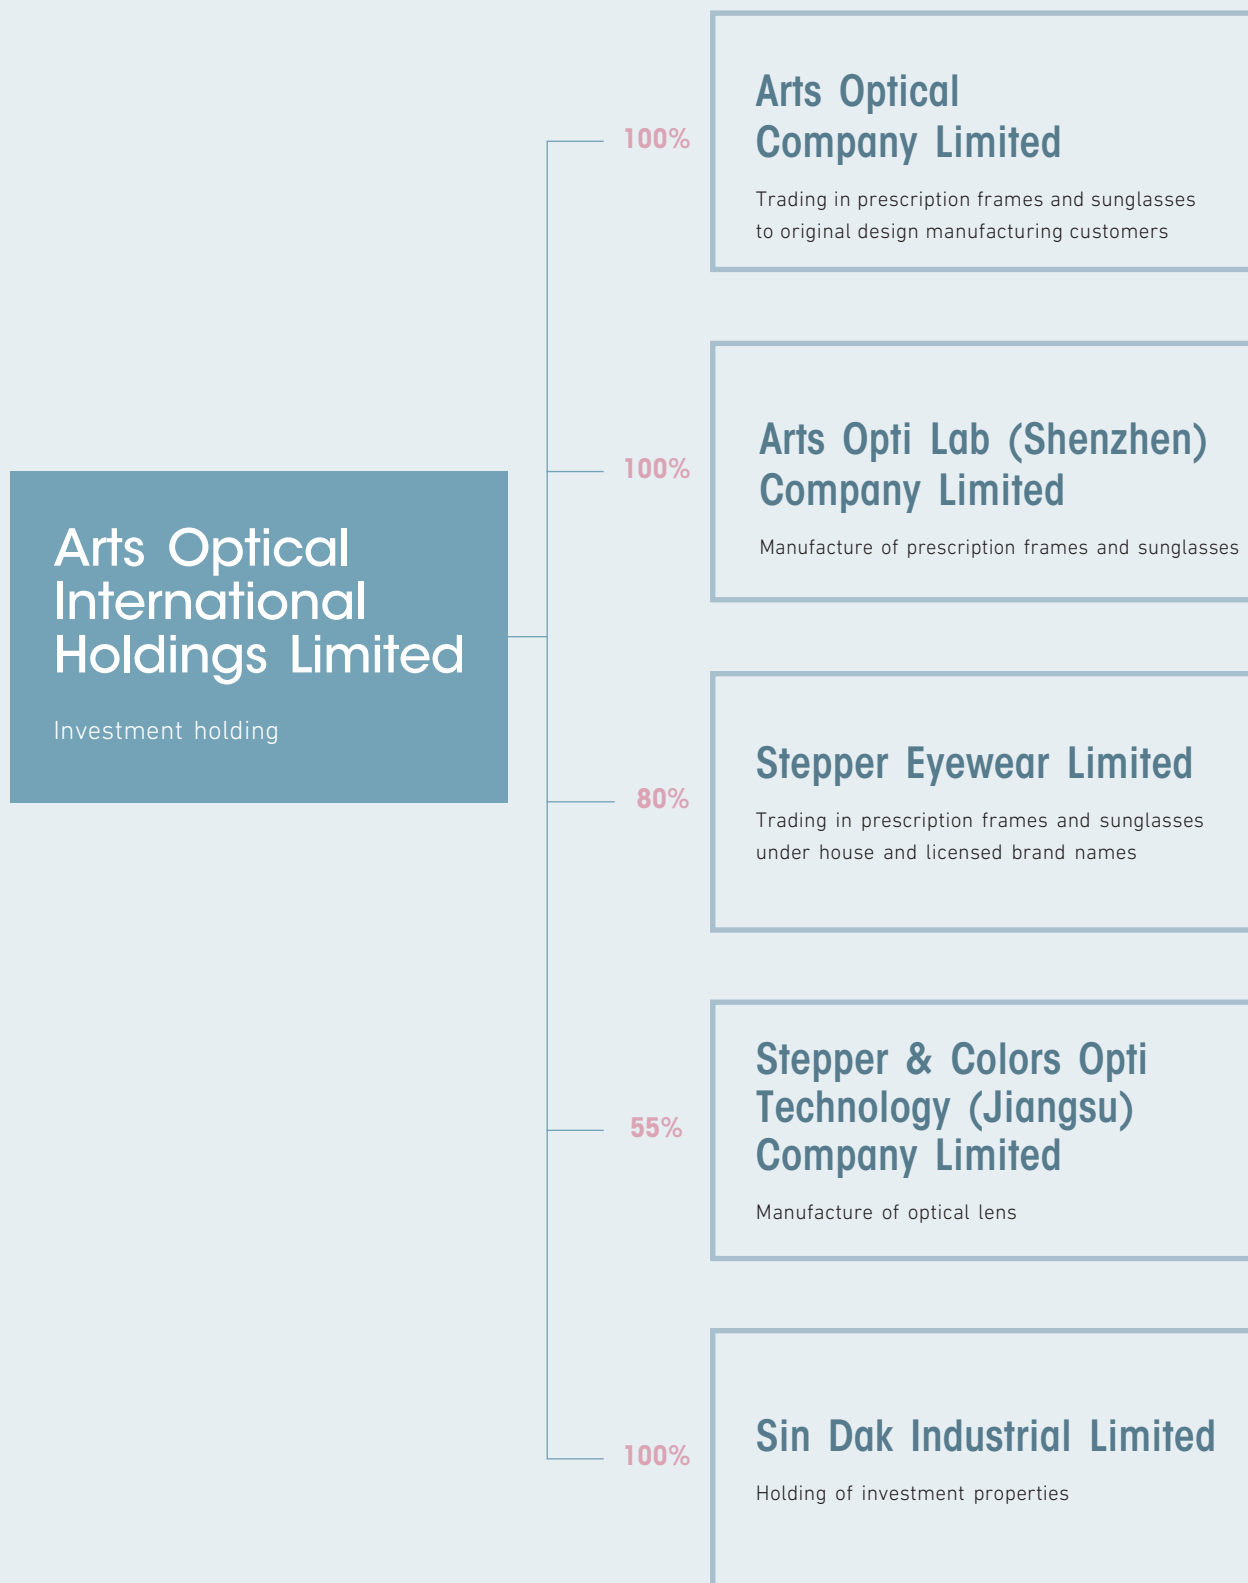 Arts Optical
International
Holdings Limited
Investment holding
100%
Arts Optical
Company Limited
Trading in prescription frames and sunglasses
to original design manufacturing customers
100%
Arts Opti Lab (Shenzhen)
Company Limited
Manufacture of prescription frames and sunglasses
80%
Stepper Eyewear Limited
Trading in prescription frames and sunglasses
under house and licensed brand names
55%
Stepper & Colors Opti
Technology (Jiangsu)
Company Limited
Manufacture of optical lens
100%
Sin Dak Industrial Limited
Holding of investment properties